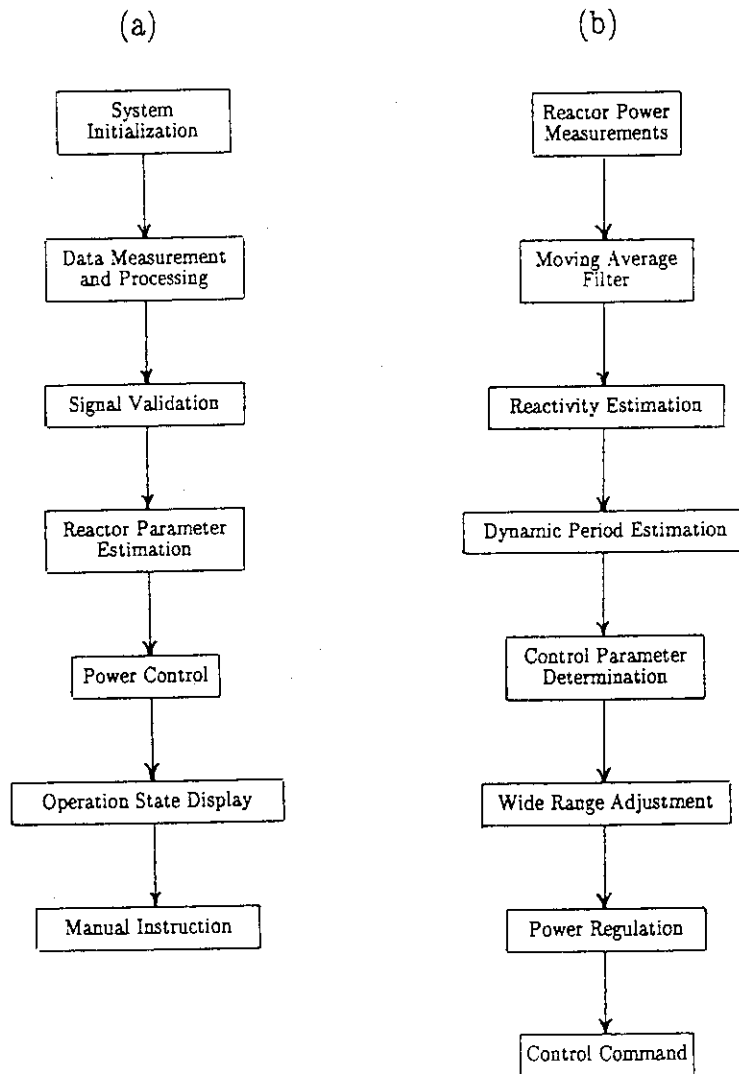 (a)
System
Initialization
Data Measurement
and Processing
Signal Validation
Reactor Parameter
Estimation
Power Control
Operation State Display
Manual Instruction
(b)
Reactor Power
Measurements
Moving Average
Filter
Reactivity Estimation
Dynamic Period Estimation
Control Parameter
Determination
Wide Range Adjustment
Power Regulation
Control Command